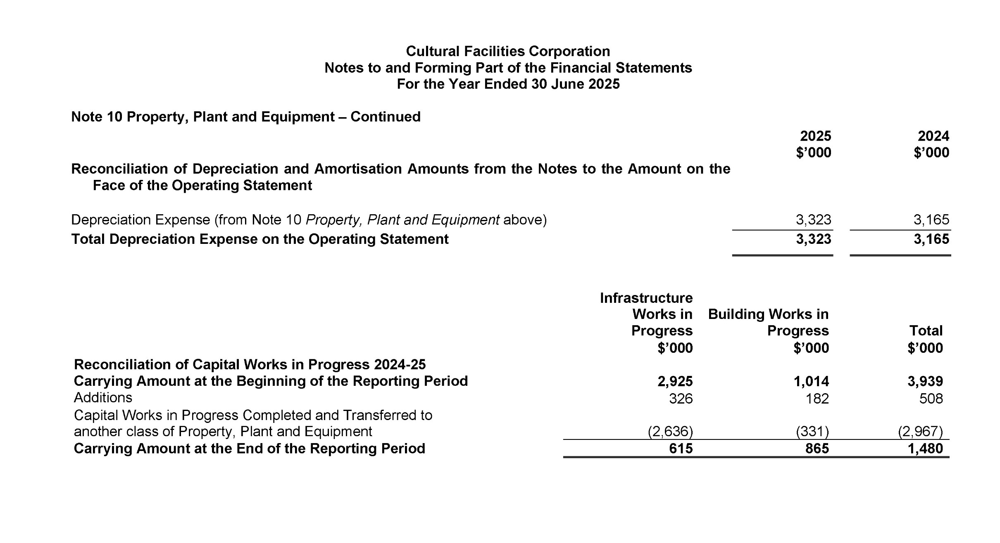 Cultural Facilities Corporation
Notes to and Forming Part of the Financial Statements
For the Year Ended 30 June 2025
Note 10 Property, Plant and Equipment – Continued
2025 2024
$’000 $’000
Reconciliation of Depreciation and Amortisation Amounts from the Notes to the Amount on the
Face of the Operating Statement
Depreciation Expense (from Note 10 Property, Plant and Equipment above) 3,323 3,165
Total Depreciation Expense on the Operating Statement 3,323 3,165
Infrastructure
Works in Building Works in
Progress Progress Total
$’000 $’000 $’000
Reconciliation of Capital Works in Progress 2024-25
Carrying Amount at the Beginning of the Reporting Period 2,925 1,014 3,939
Additions 326 182 508
Capital Works in Progress Completed and Transferred to
another class of Property, Plant and Equipment (2,636) (331) (2,967)
Carrying Amount at the End of the Reporting Period 615 865 1,480